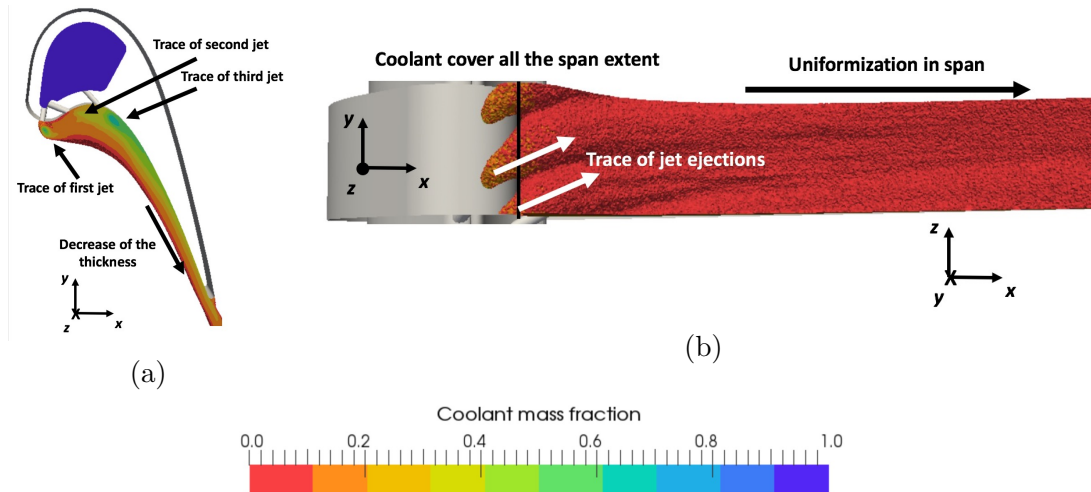 Trace of second jet
Trace of third jet
Trace of first jet
Decrease of the
thickness
y
z
x
(a)
Coolant cover all the span extent
Uniformization in span
y
z
x
Trace of jet ejections
z
y
x
(b)
Coolant mass fraction
0.0 0.2 0.4 0.6 0.8 1.0